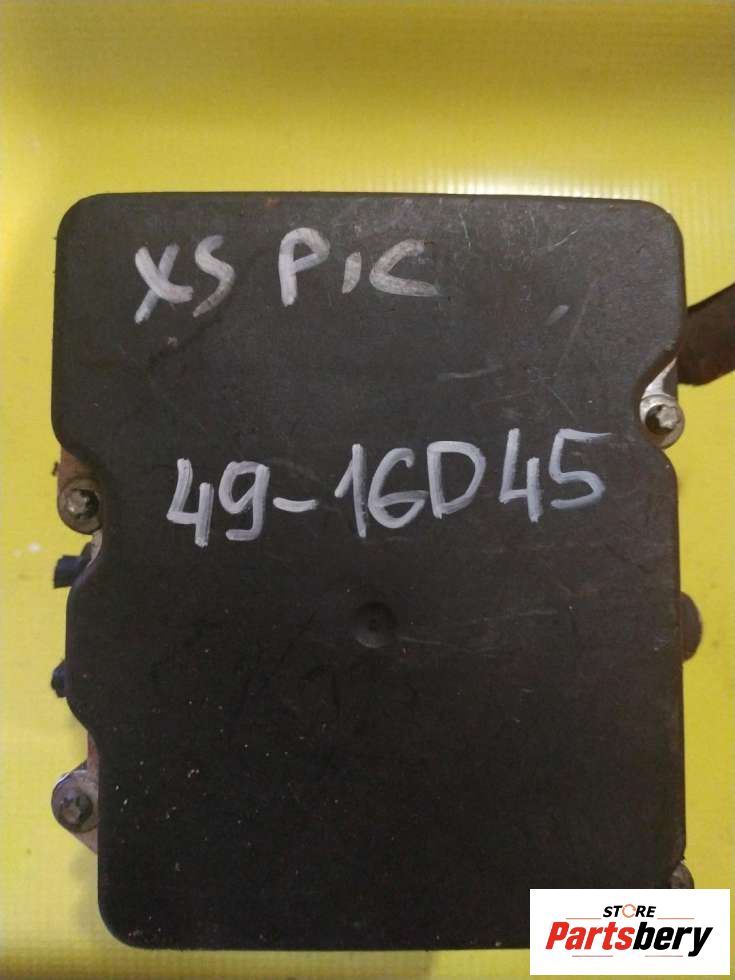 XS PIC
49-16D45
STORE
Partsbery